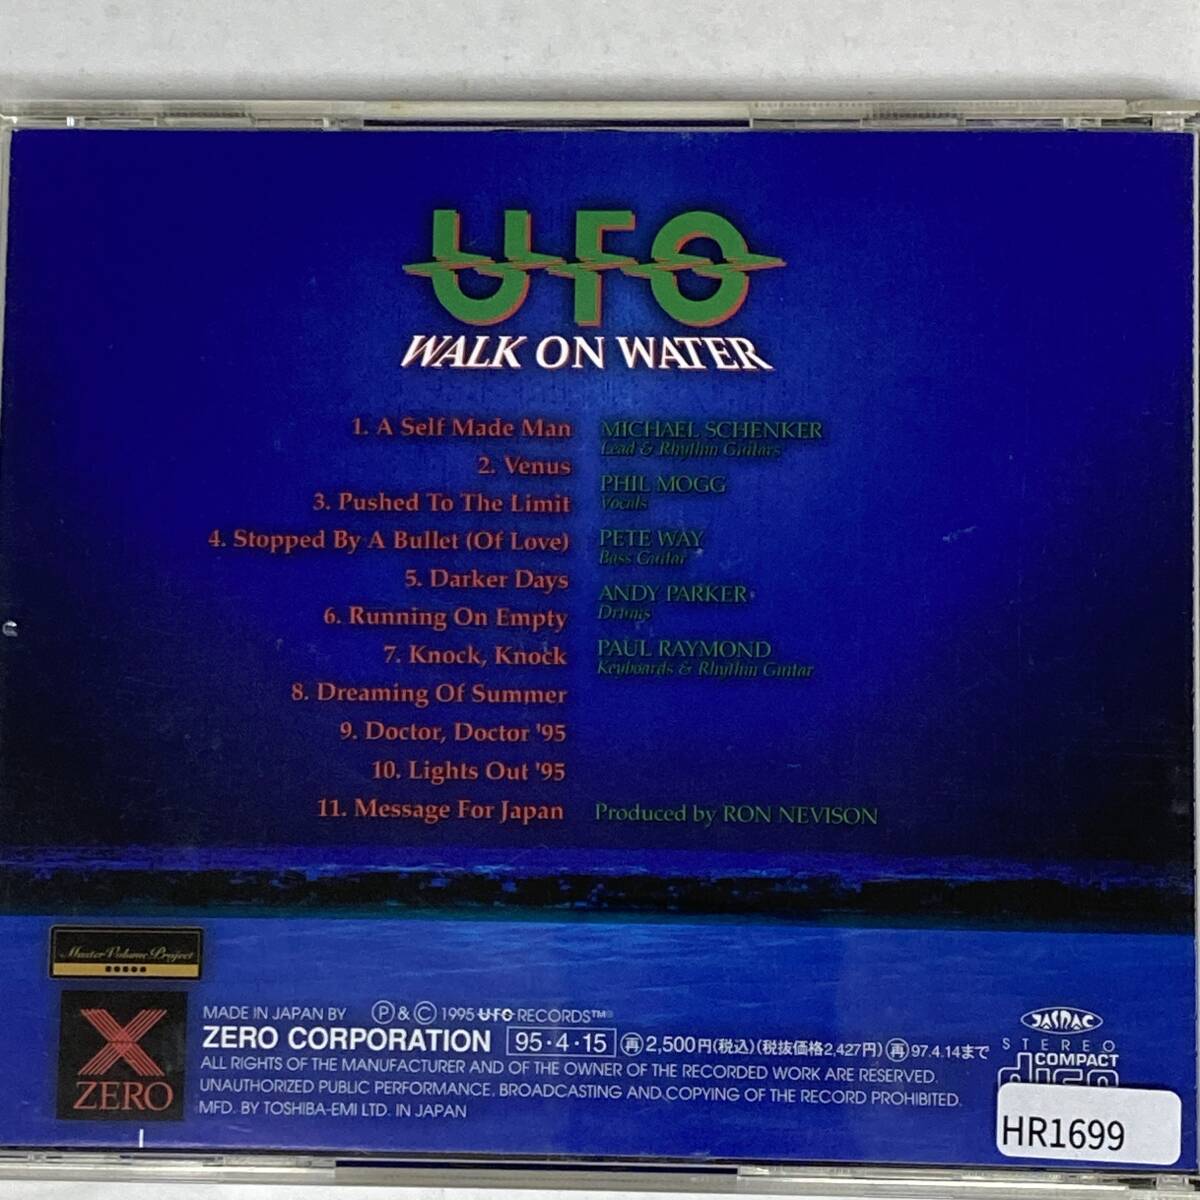 UFO
WALK ON WATER
1. A Self Made Man
2. Venus
3. Pushed To The Limit
4. Stopped By A Bullet (Of Love)
5. Darker Days
6. Running On Empty
7. Knock, Knock
8. Dreaming Of Summer
9. Doctor, Doctor '95
10. Lights Out '95
11. Message For Japan
MICHAEL SCHENKER
Lead & Rhythm Guitars
PHIL MOGG
Vocals
PETE WAY
Bass Guitar
ANDY PARKER
Drums
PAUL RAYMOND
Keyboards & Rhythm Guitar
Produced by RON NEVISON
Master Volume Project
ZERO
MADE IN JAPAN BY Ⓟ & Ⓒ 1995 UFO RECORDS™
ZERO CORPORATION 95・4・15 再 2,500円(税込)(税抜価格2,427円) 再 97.4.14まで
ALL RIGHTS OF THE MANUFACTURER AND OF THE OWNER OF THE RECORDED WORK ARE RESERVED.
UNAUTHORIZED PUBLIC PERFORMANCE. BROADCASTING AND COPYING OF THE RECORD PROHIBITED.
MFD. BY TOSHIBA-EMI LTD. IN JAPAN
JASRAC
STEREO
COMPACT
disc
HR1699